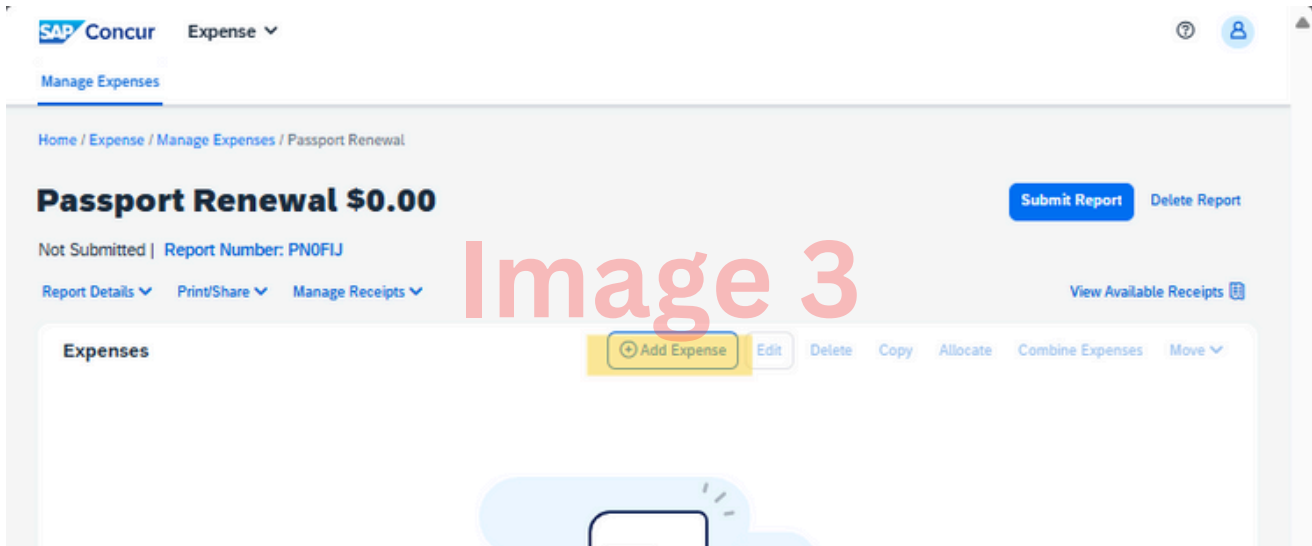 SAP Concur Expense
Manage Expenses
Home / Expense / Manage Expenses / Passport Renewal
Passport Renewal $0.00
Submit Report Delete Report
Not Submitted | Report Number: PN0FIJ
Image 3
Report Details Print/Share Manage Receipts View Available Receipts
Expenses Add Expense Edit Delete Copy Allocate Combine Expenses Move